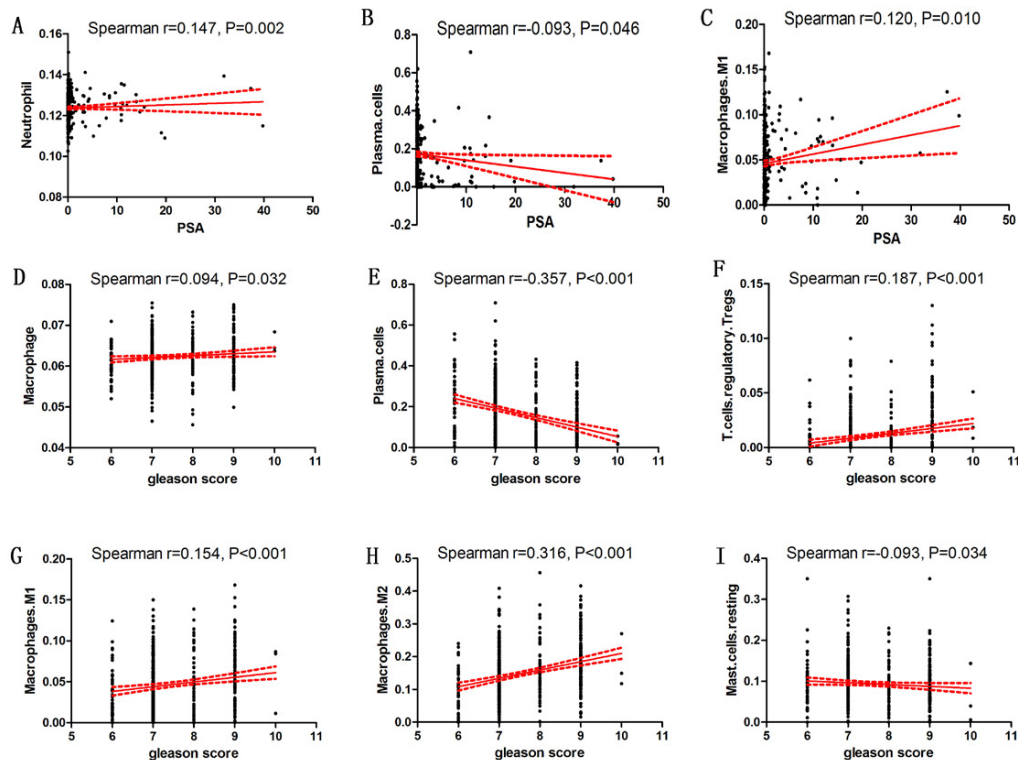 A
Spearman r=0.147, P=0.002
Neutrophil
0.16
0.14
0.12
0.10
0.08
0
10
20
30
40
50
PSA
B
Spearman r=-0.093, P=0.046
Plasma.cells
0.8
0.6
0.4
0.2
0.0
-0.2
10
20
30
40
50
PSA
C
Spearman r=0.120, P=0.010
Macrophages.M1
0.20
0.15
0.10
0.05
0.00
0
10
20
30
40
50
PSA
D
Spearman r=0.094, P=0.032
Macrophage
0.08
0.07
0.06
0.05
0.04
5
6
7
8
9
10
11
gleason score
E
Spearman r=-0.357, P<0.001
Plasma.cells
0.8
0.6
0.4
0.2
0.0
5
6
7
8
9
10
11
gleason score
F
Spearman r=0.187, P<0.001
T.cells.regulatory.Tregs
0.15
0.10
0.05
0.00
5
6
7
8
9
10
11
gleason score
G
Spearman r=0.154, P<0.001
Macrophages.M1
0.20
0.15
0.10
0.05
0.00
5
6
7
8
9
10
11
gleason score
H
Spearman r=0.316, P<0.001
Macrophages.M2
0.5
0.4
0.3
0.2
0.1
0.0
5
6
7
8
9
10
11
gleason score
I
Spearman r=-0.093, P=0.034
Mast.cells.resting
0.4
0.3
0.2
0.1
0.0
5
6
7
8
9
10
11
gleason score